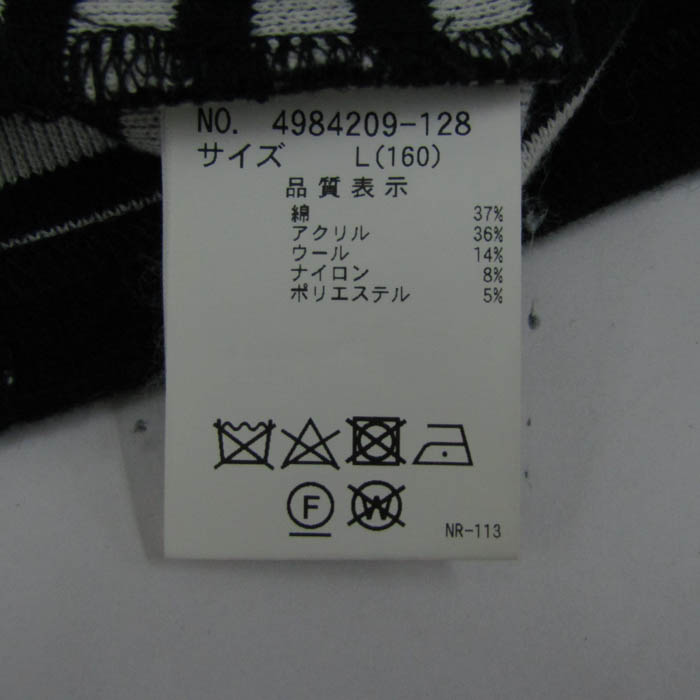 NO. 4984209-128
サイズ L(160)
品質表示
綿 37%
アクリル 36%
ウール 14%
ナイロン 8%
ポリエステル 5%
F W
NR-113